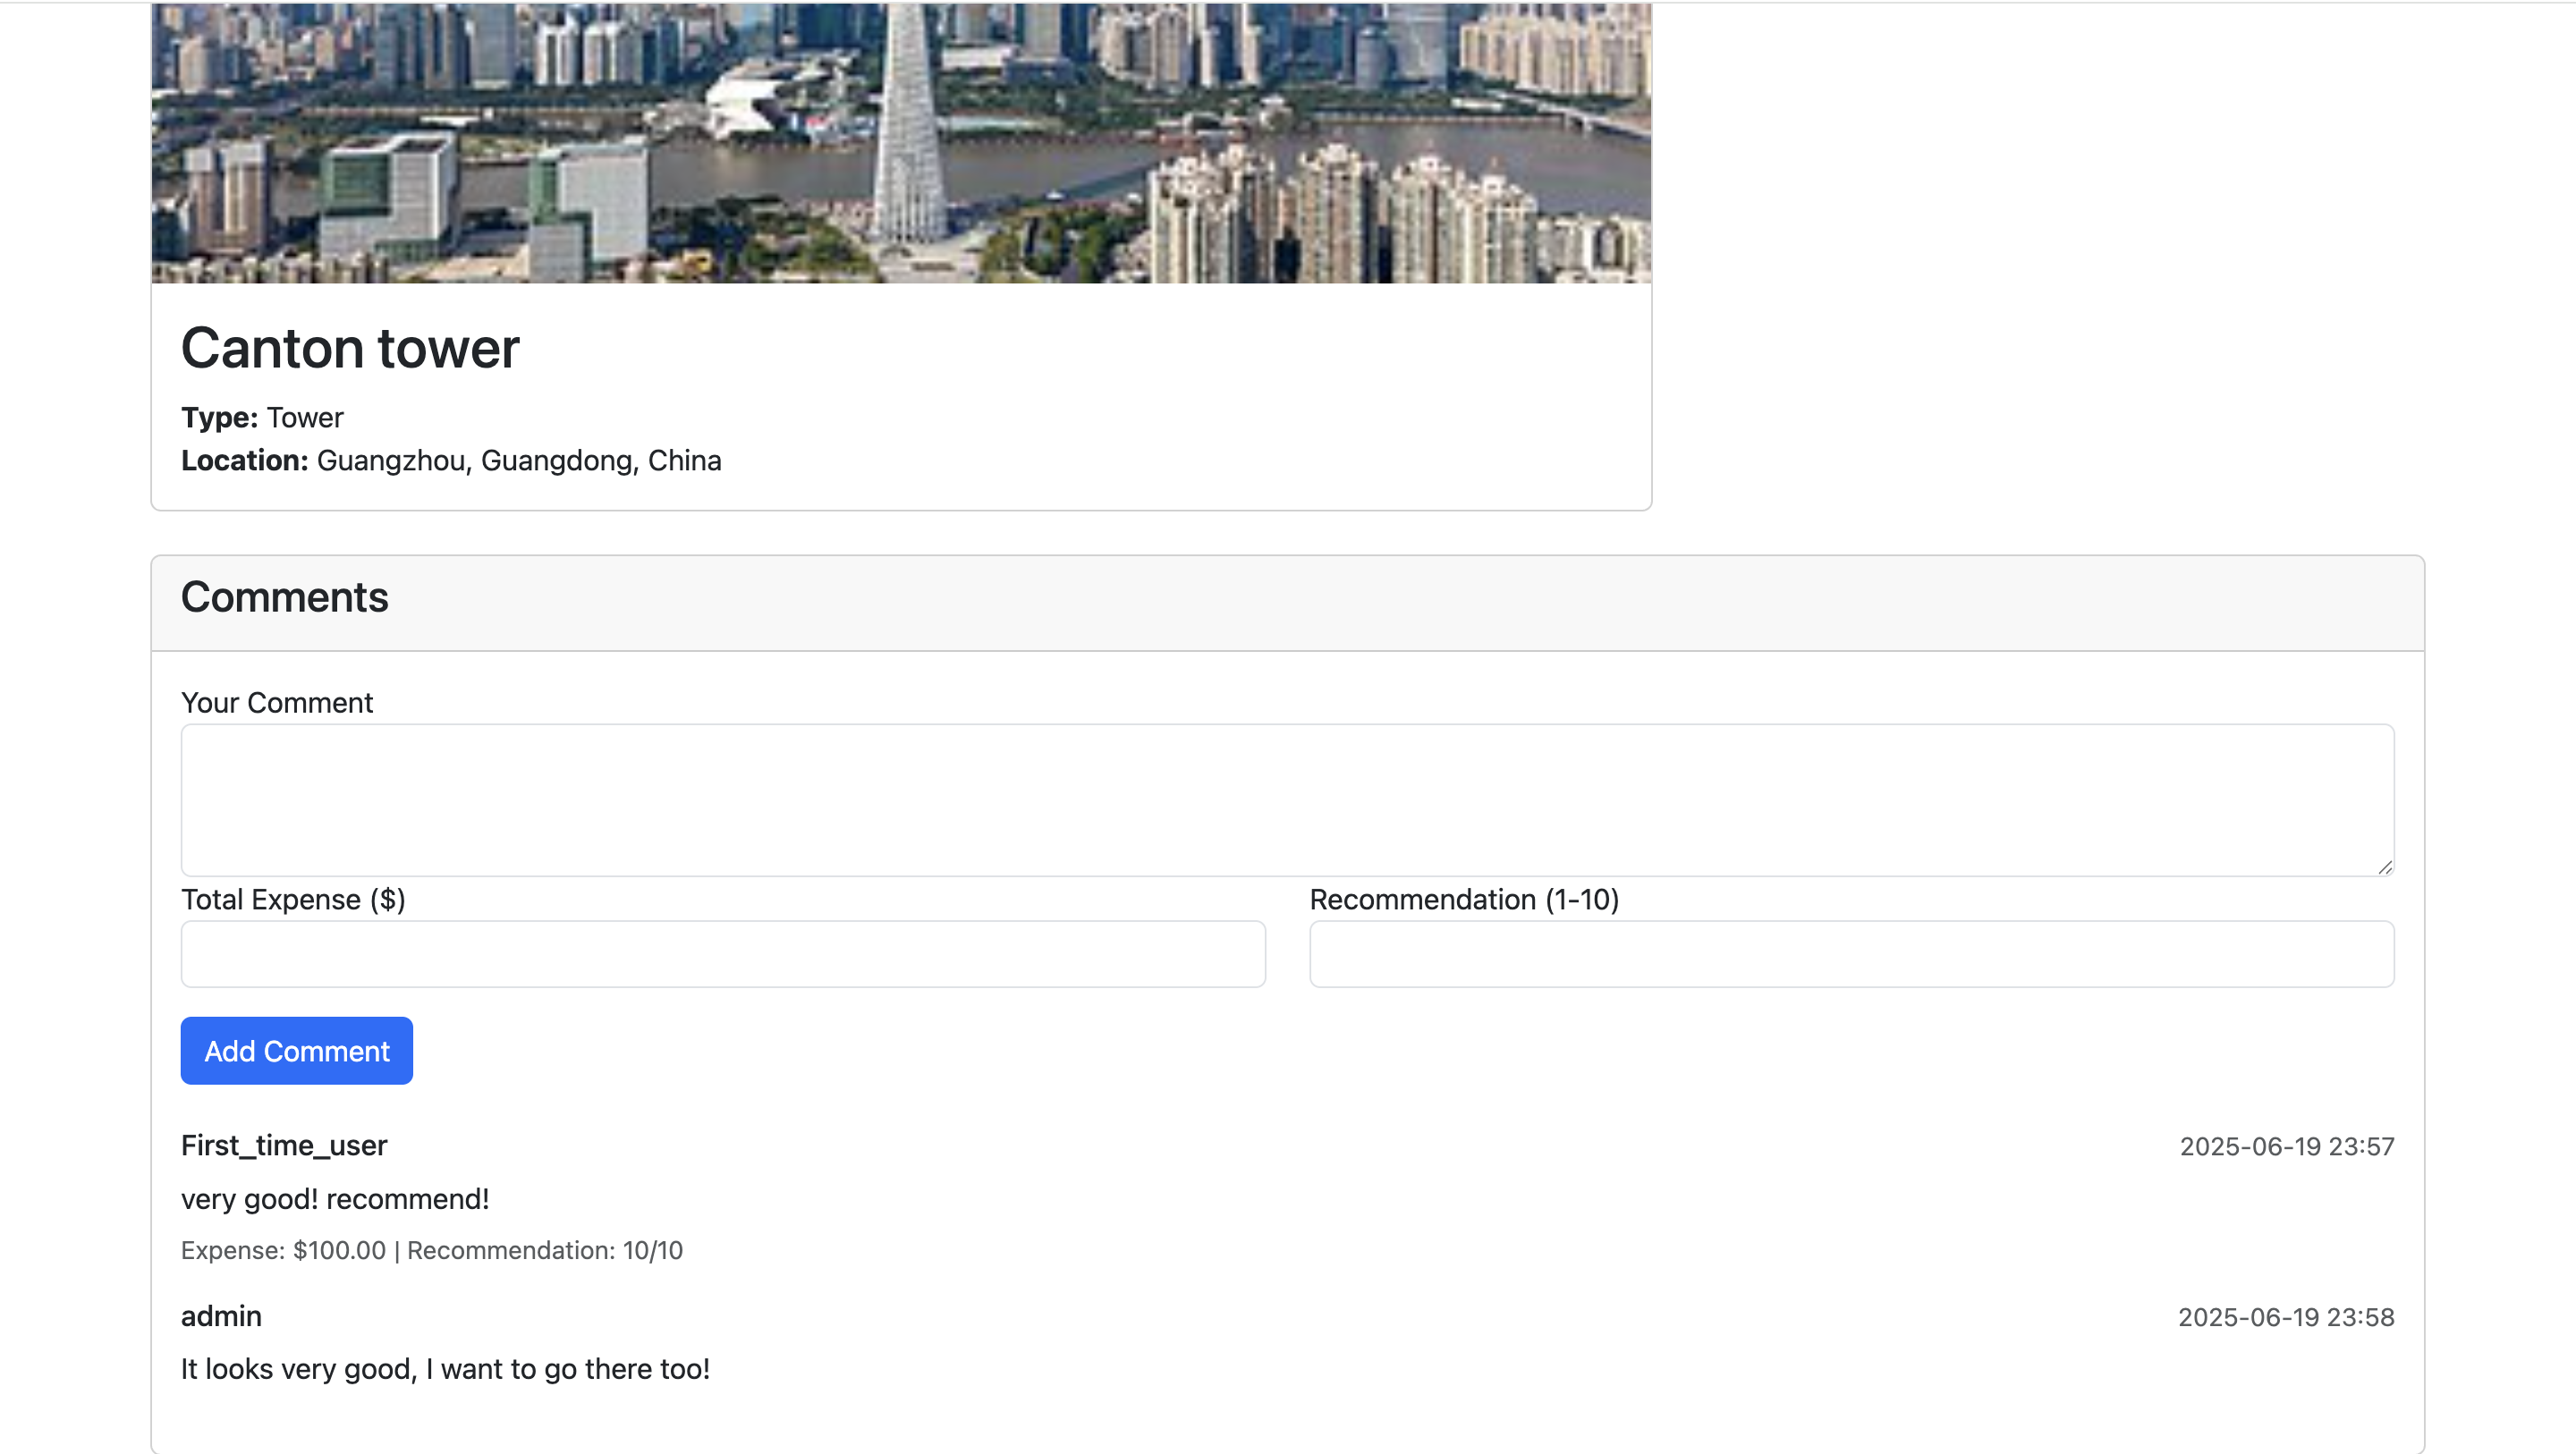 Canton tower
Type: Tower
Location: Guangzhou, Guangdong, China
Comments
Your Comment
Total Expense ($)
Recommendation (1-10)
Add Comment
First_time_user
2025-06-19 23:57
very good! recommend!
Expense: $100.00 | Recommendation: 10/10
admin
2025-06-19 23:58
It looks very good, I want to go there too!